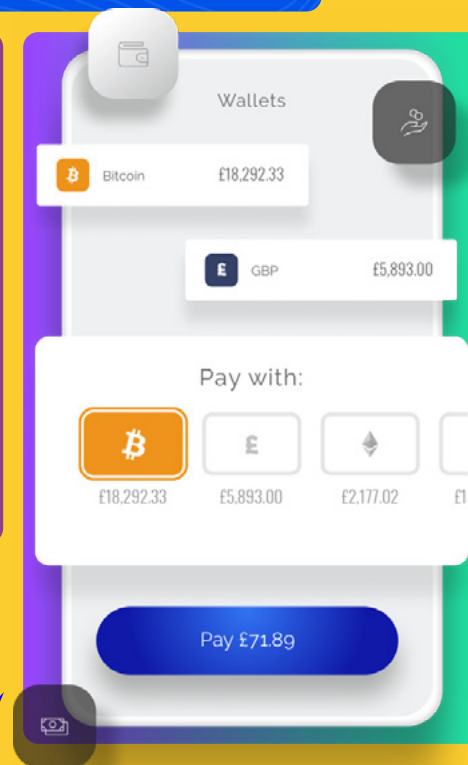 Wallets
Bitcoin £18,292.33
£ GBP £5,893.00
Pay with:
£
£18,292.33 £5,893.00 £2,177.02 £1
Pay £71.89